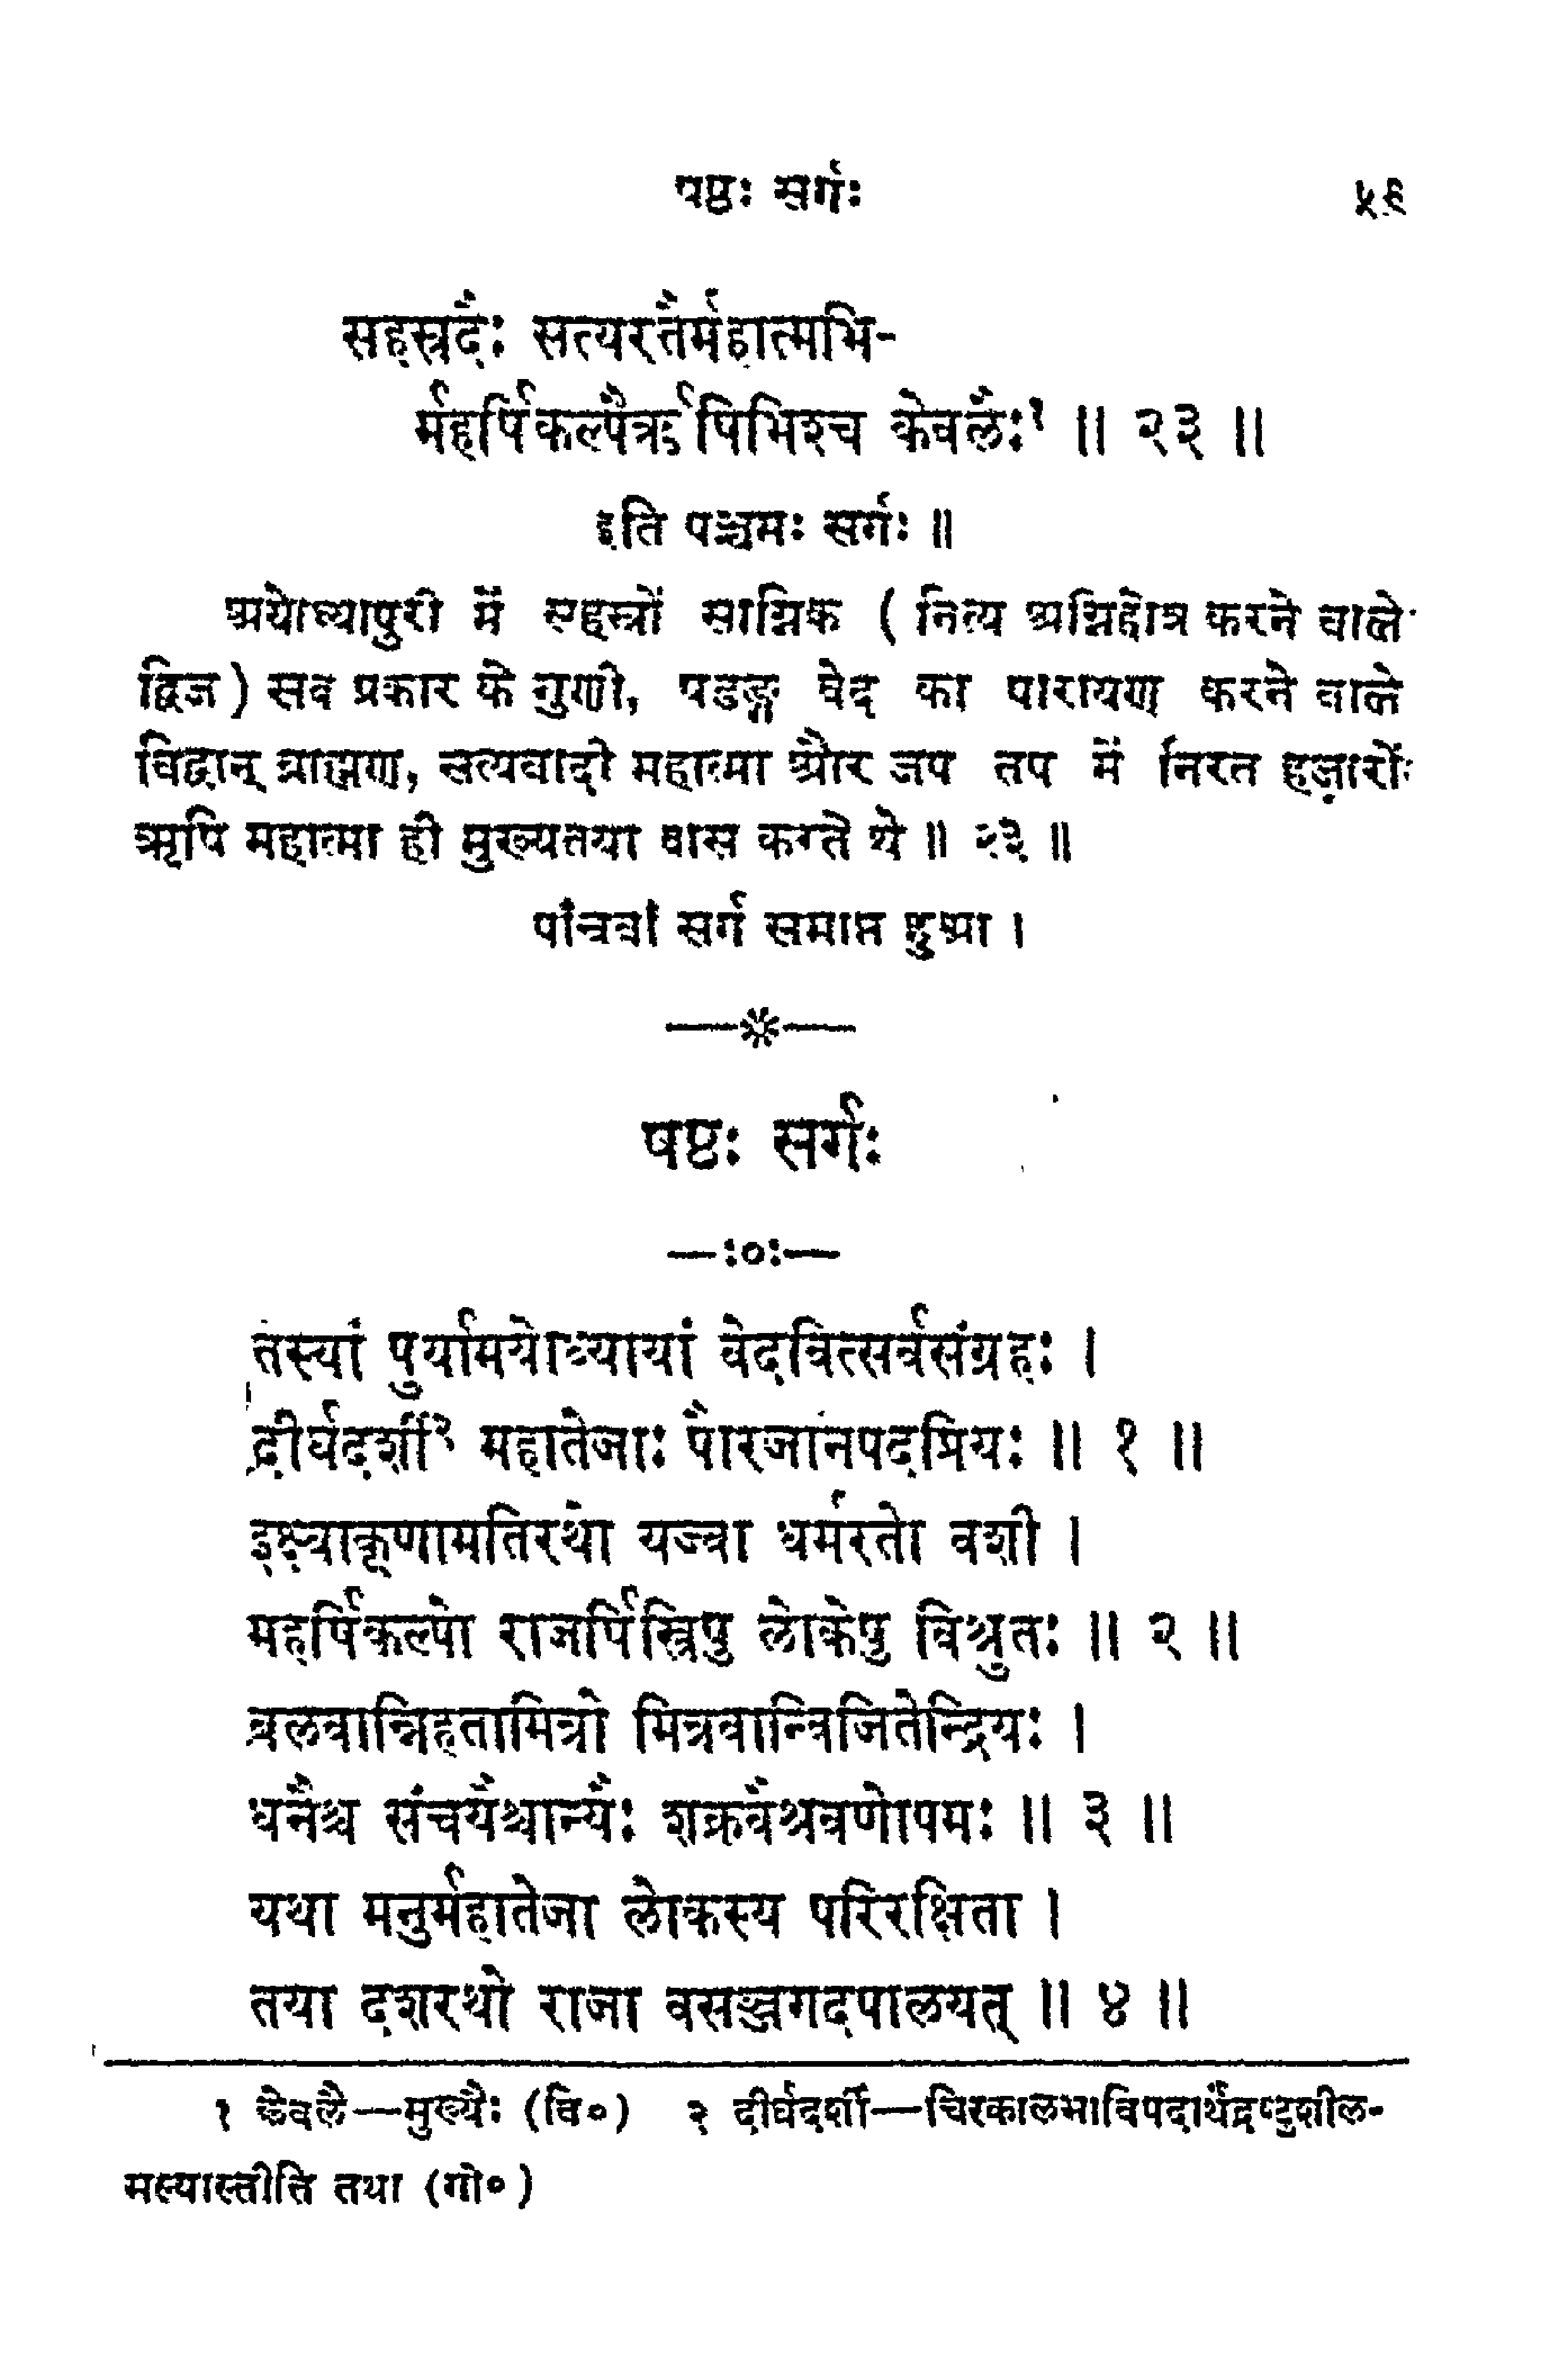 षष्ठः सर्गः ५९
सहस्रदैः सत्यरतैर्महात्मभि-
र्महर्षिकल्पैर्ऋषिभिश्च केवलैः१ ॥ २३ ॥
इति पञ्चमः सर्गः ॥
अयोध्यापुरी में सहस्त्रों साग्निक ( नित्य अग्निहोत्र करने वाले
द्विज ) सब प्रकार के गुणी, षडङ्ग वेद का पारायण करने वाले
विद्वान् ब्राह्मण, सत्यवादी महात्मा और जप तप में निरत हज़ारों
ऋषि महात्मा ही मुख्यतया वास करते थे ॥ २३ ॥
पांचवां सर्ग समाप्त हुआ ।
—*—
षष्ठः सर्गः
—:०:—
तस्यां पुर्यामयोध्यायां वेदवित्सर्वसंग्रहः ।
दीर्घदर्शी२ महातेजाः पौरजानपदप्रियः ॥ १ ॥
इक्ष्वाकूणामतिरथो यज्वा धर्मरतो वशी ।
महर्षिकल्पो राजर्षिस्त्रिषु लोकेषु विश्रुतः ॥ २ ॥
बलवान्निहतामित्रो मित्रवान्विजितेन्द्रियः ।
धनैश्च संचयैश्चान्यैः शक्रवैश्रवणोपमः ॥ ३ ॥
यथा मनुर्महातेजा लोकस्य परिरक्षिता ।
तथा दशरथो राजा वसञ्जगदपालयत् ॥ ४ ॥
१ केवलै—मुख्यैः (वि०) २ दीर्घदर्शी—चिरकालभाविपदार्थद्रष्टुशील-
मस्यास्तीति तथा (गो०)